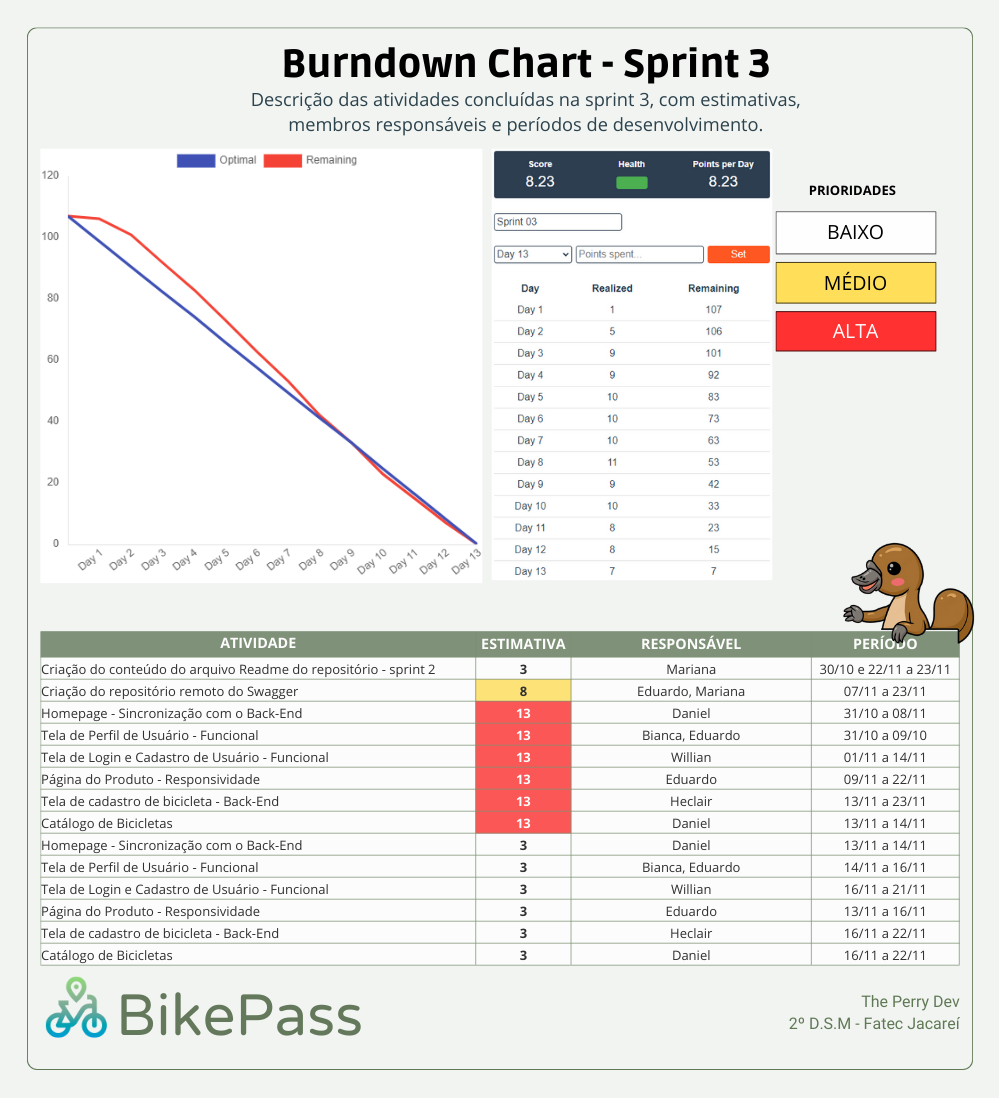 Burndown Chart - Sprint 3
Descrição das atividades concluídas na sprint 3, com estimativas,
membros responsáveis e períodos de desenvolvimento.
Optimal Remaining
120
100
80
60
40
20
0
Day 1 Day 2 Day 3 Day 4 Day 5 Day 6 Day 7 Day 8 Day 9 Day 10 Day 11 Day 12 Day 13
Score Health Points per Day
8.23 8.23
Sprint 03
Day 13 Points spent... Set
Day Realized Remaining
Day 1 1 107
Day 2 5 106
Day 3 9 101
Day 4 9 92
Day 5 10 83
Day 6 10 73
Day 7 10 63
Day 8 11 53
Day 9 9 42
Day 10 10 33
Day 11 8 23
Day 12 8 15
Day 13 7 7
PRIORIDADES
BAIXO
MÉDIO
ALTA
ATIVIDADE ESTIMATIVA RESPONSÁVEL PERÍODO
Criação do conteúdo do arquivo Readme do repositório - sprint 2 3 Mariana 30/10 e 22/11 a 23/11
Criação do repositório remoto do Swagger 8 Eduardo, Mariana 07/11 a 23/11
Homepage - Sincronização com o Back-End 13 Daniel 31/10 a 08/11
Tela de Perfil de Usuário - Funcional 13 Bianca, Eduardo 31/10 a 09/10
Tela de Login e Cadastro de Usuário - Funcional 13 Willian 01/11 a 14/11
Página do Produto - Responsividade 13 Eduardo 09/11 a 22/11
Tela de cadastro de bicicleta - Back-End 13 Heclair 13/11 a 23/11
Catálogo de Bicicletas 13 Daniel 13/11 a 14/11
Homepage - Sincronização com o Back-End 3 Daniel 13/11 a 14/11
Tela de Perfil de Usuário - Funcional 3 Bianca, Eduardo 14/11 a 16/11
Tela de Login e Cadastro de Usuário - Funcional 3 Willian 16/11 a 21/11
Página do Produto - Responsividade 3 Eduardo 13/11 a 16/11
Tela de cadastro de bicicleta - Back-End 3 Heclair 16/11 a 22/11
Catálogo de Bicicletas 3 Daniel 16/11 a 22/11
BikePass
The Perry Dev
2º D.S.M - Fatec Jacareí